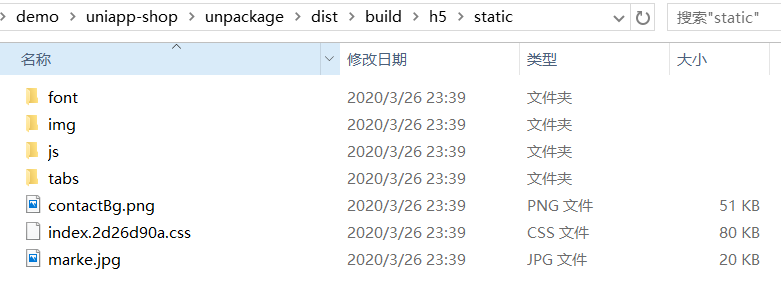 demo > uniapp-shop > unpackage > dist > build > h5 > static 搜索"static"
名称 修改日期 类型 大小
font 2020/3/26 23:39 文件夹
img 2020/3/26 23:39 文件夹
js 2020/3/26 23:39 文件夹
tabs 2020/3/26 23:39 文件夹
contactBg.png 2020/3/26 23:39 PNG 文件 51 KB
index.2d26d90a.css 2020/3/26 23:39 CSS 文件 80 KB
marke.jpg 2020/3/26 23:39 JPG 文件 20 KB